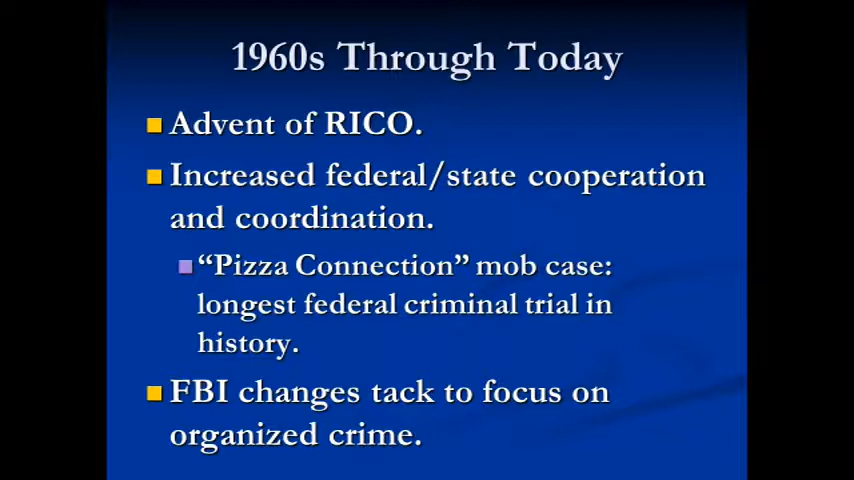 1960s Through Today
Advent of RICO.
Increased federal/state cooperation
and coordination.
“Pizza Connection” mob case:
longest federal criminal trial in
history.
FBI changes tack to focus on
organized crime.